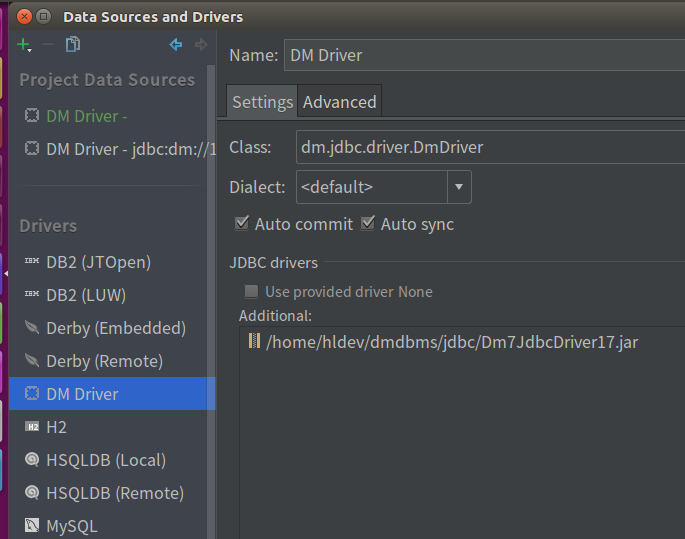 Data Sources and Drivers
Project Data Sources
DM Driver -
DM Driver - jdbc:dm://1
Drivers
DB2 (JTOpen)
DB2 (LUW)
Derby (Embedded)
Derby (Remote)
DM Driver
H2
HSQLDB (Local)
HSQLDB (Remote)
MySQL
Name: DM Driver
Settings Advanced
Class: dm.jdbc.driver.DmDriver
Dialect: <default>
Auto commit Auto sync
JDBC drivers
Use provided driver None
Additional:
/home/hldev/dmdbms/jdbc/Dm7JdbcDriver17.jar